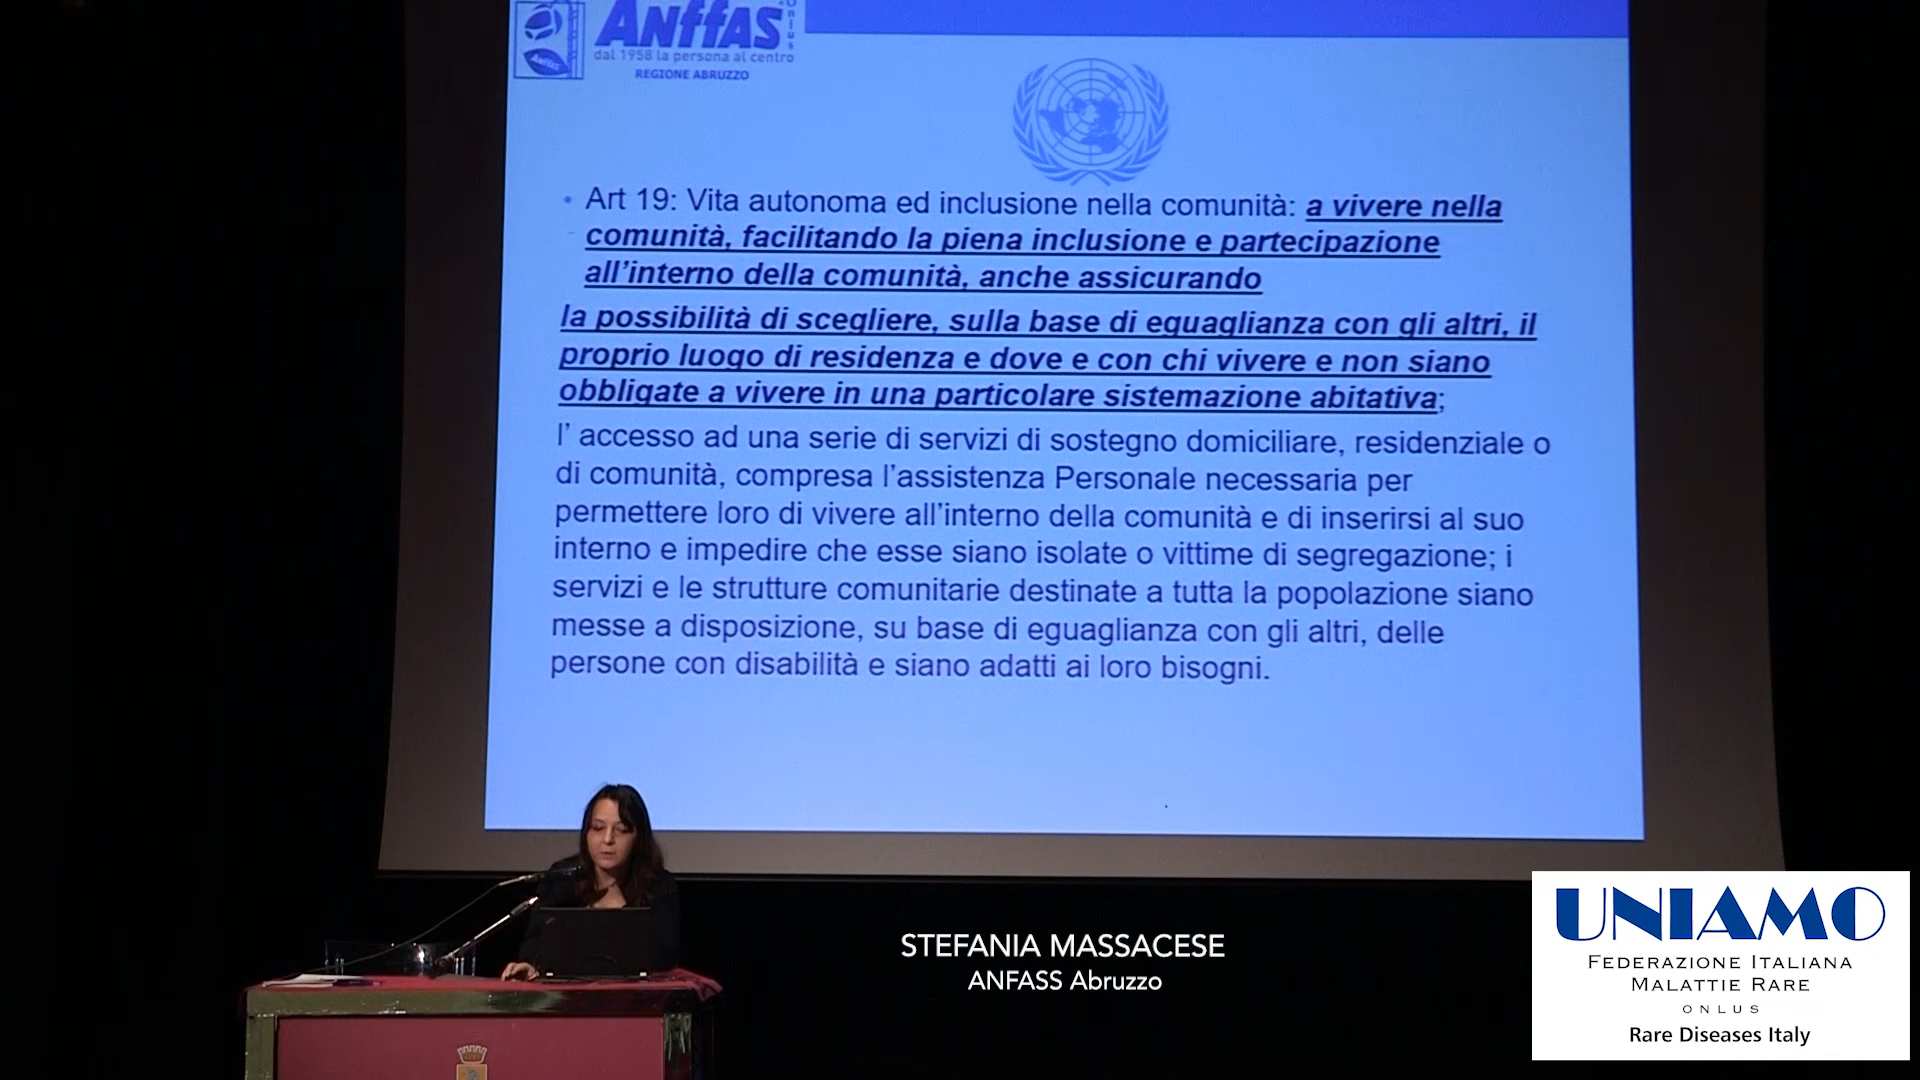 Anffas
Onlus
dal 1958 la persona al centro
REGIONE ABRUZZO
Anffas
• Art 19: Vita autonoma ed inclusione nella comunità: a vivere nella
comunità, facilitando la piena inclusione e partecipazione
all’interno della comunità, anche assicurando
la possibilità di scegliere, sulla base di eguaglianza con gli altri, il
proprio luogo di residenza e dove e con chi vivere e non siano
obbligate a vivere in una particolare sistemazione abitativa;
l’ accesso ad una serie di servizi di sostegno domiciliare, residenziale o
di comunità, compresa l’assistenza Personale necessaria per
permettere loro di vivere all’interno della comunità e di inserirsi al suo
interno e impedire che esse siano isolate o vittime di segregazione; i
servizi e le strutture comunitarie destinate a tutta la popolazione siano
messe a disposizione, su base di eguaglianza con gli altri, delle
persone con disabilità e siano adatti ai loro bisogni.
STEFANIA MASSACESE
ANFASS Abruzzo
UNIAMO
FEDERAZIONE ITALIANA
MALATTIE RARE
ONLUS
Rare Diseases Italy